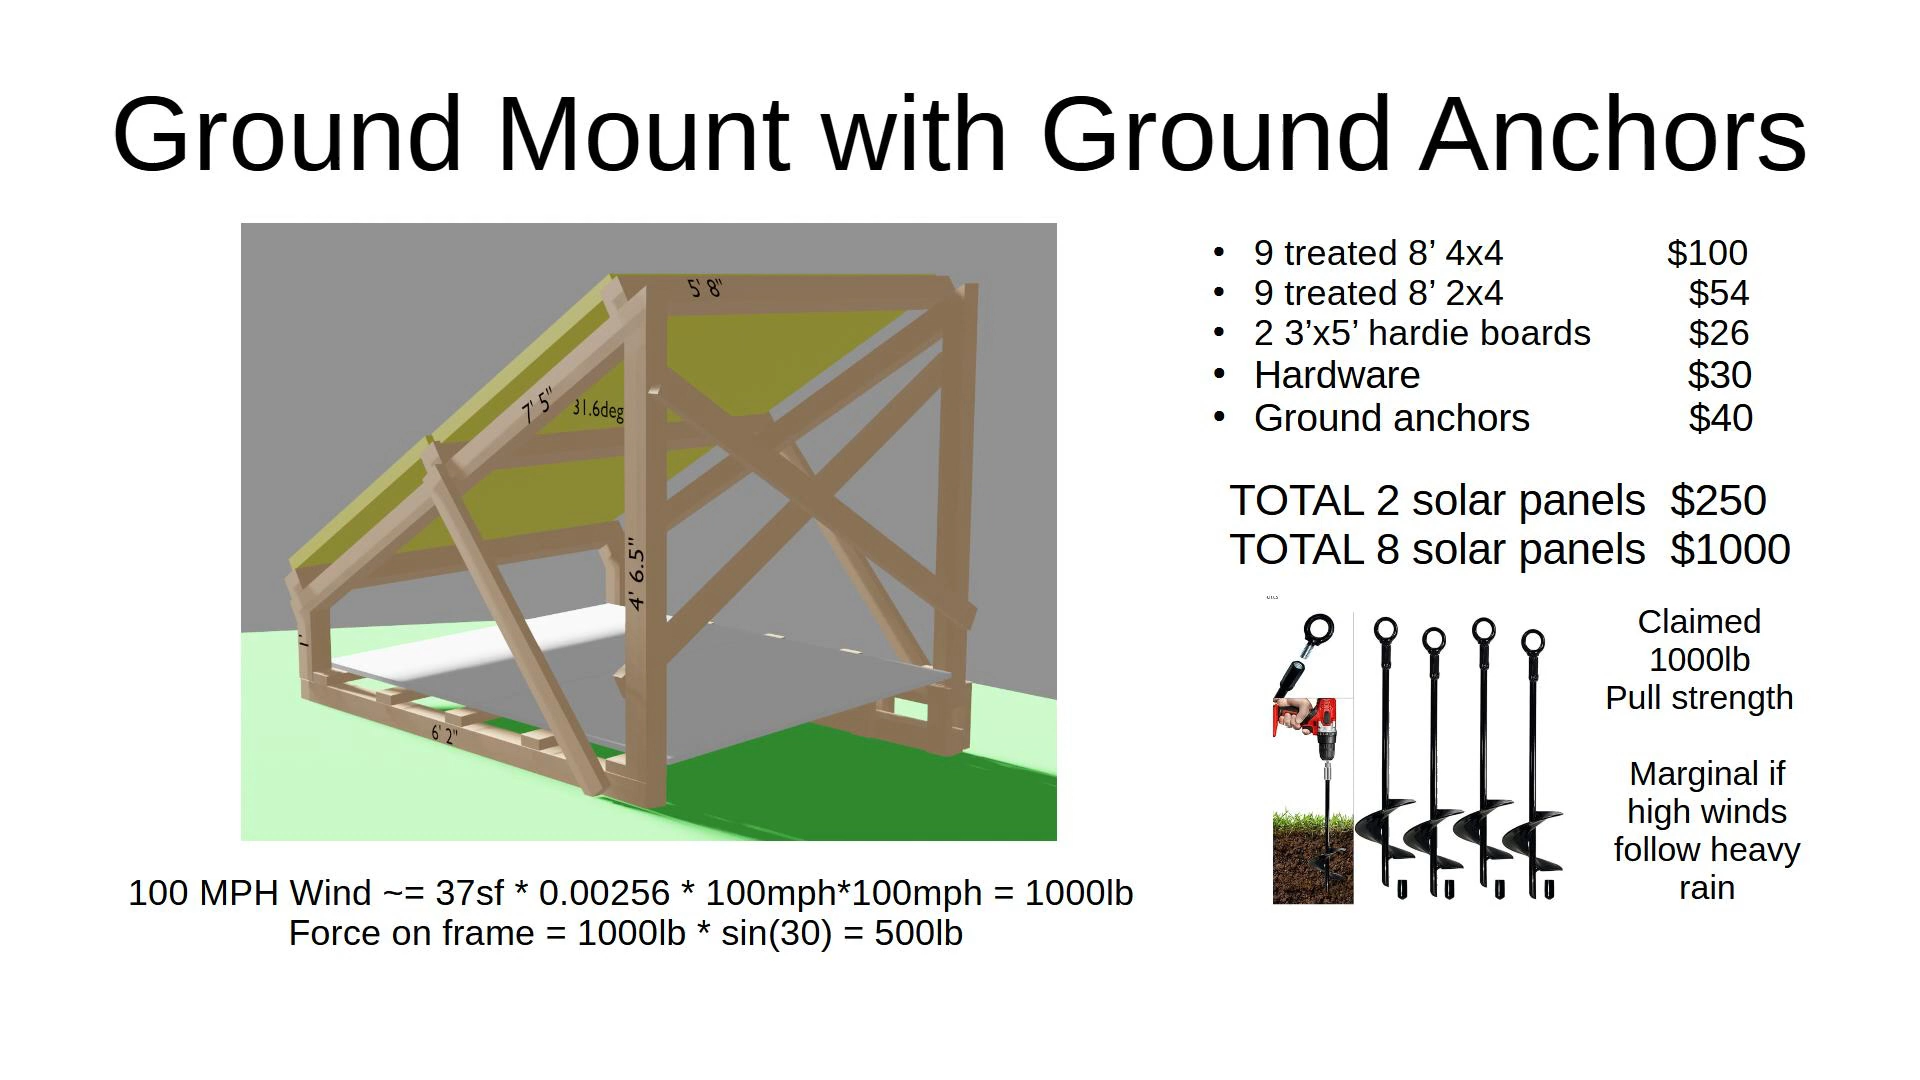 Ground Mount with Ground Anchors
5' 8"
7' 5"
31.6deg
4' 6.5"
1'
6' 2"
• 9 treated 8’ 4x4 $100
• 9 treated 8’ 2x4 $54
• 2 3’x5’ hardie boards $26
• Hardware $30
• Ground anchors $40
TOTAL 2 solar panels $250
TOTAL 8 solar panels $1000
Claimed
1000lb
Pull strength
Marginal if
high winds
follow heavy
rain
100 MPH Wind ~= 37sf * 0.00256 * 100mph*100mph = 1000lb
Force on frame = 1000lb * sin(30) = 500lb